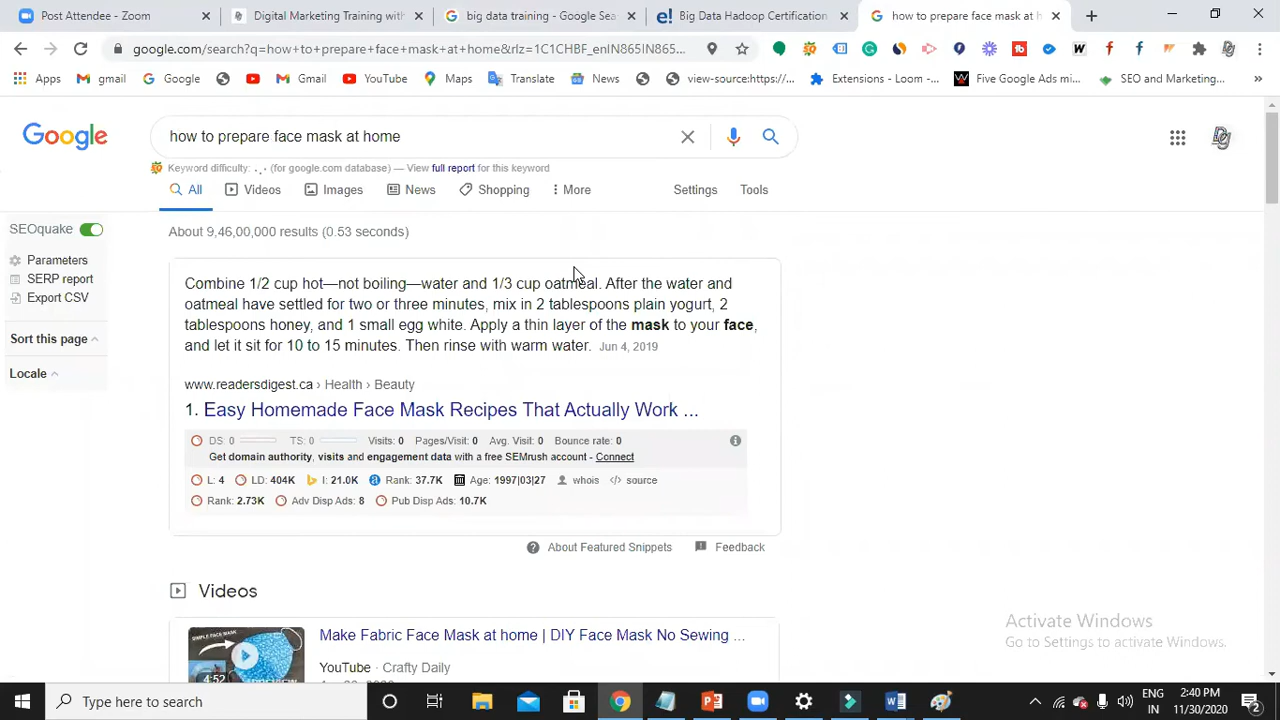 Post Attendee - Zoom
Digital Marketing Training wit
big data training - Google Sea
Big Data Hadoop Certification
how to prepare face mask at h
google.com/search?q=how+to+prepare+face+mask+at+home&rlz=1C1CHBF_enIN865IN865...
Apps gmail Google Gmail YouTube Maps Translate News view-source:https:/... Extensions - Loom -... Five Google Ads mi... SEO and Marketing... »
Google
how to prepare face mask at home
Keyword difficulty: (for google.com database) — View full report for this keyword
All Videos Images News Shopping More Settings Tools
SEOquake
Parameters
SERP report
Export CSV
Sort this page
Locale
About 9,46,00,000 results (0.53 seconds)
Combine 1/2 cup hot—not boiling—water and 1/3 cup oatmeal. After the water and
oatmeal have settled for two or three minutes, mix in 2 tablespoons plain yogurt, 2
tablespoons honey, and 1 small egg white. Apply a thin layer of the mask to your face,
and let it sit for 10 to 15 minutes. Then rinse with warm water. Jun 4, 2019
www.readersdigest.ca › Health › Beauty
1. Easy Homemade Face Mask Recipes That Actually Work ...
DS 0 TS: 0 Visits: 0 Pages/Visit: 0 Avg. Visit: 0 Bounce rate: 0
Get domain authority, visits and engagement data with a free SEMrush account - Connect
L: 4 LD: 404K I: 21.0K Rank: 37.7K Age: 1997|03|27 whois source
Rank: 2.73K Adv Disp Ads: 8 Pub Disp Ads: 10.7K
About Featured Snippets Feedback
Videos
SIMPLE FACE MASK
4:52
Make Fabric Face Mask at home | DIY Face Mask No Sewing ...
YouTube · Crafty Daily
Activate Windows
Go to Settings to activate Windows.
Type here to search
ENG
IN
2:40 PM
11/30/2020
2